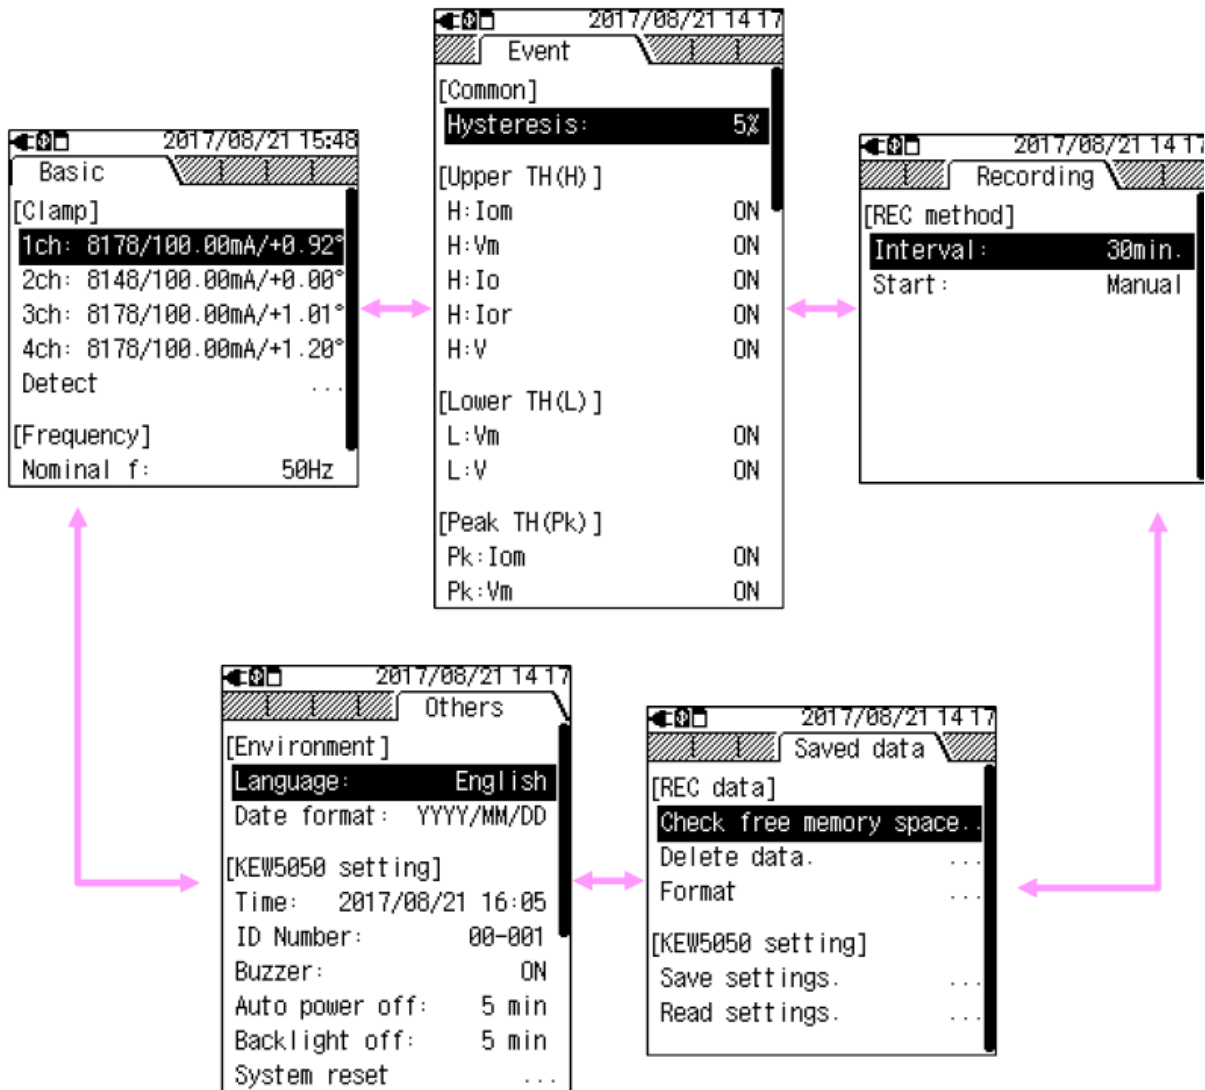 2017/08/21 15:48
Basic
[Clamp]
1ch: 8178/100.00mA/+0.92°
2ch: 8148/100.00mA/+0.00°
3ch: 8178/100.00mA/+1.01°
4ch: 8178/100.00mA/+1.20°
Detect ...
[Frequency]
Nominal f: 50Hz
2017/08/21 14 17
Event
[Common]
Hysteresis: 5%
[Upper TH(H)]
H:Iom ON
H:Vm ON
H:Io ON
H:Ior ON
H:V ON
[Lower TH(L)]
L:Vm ON
L:V ON
[Peak TH(Pk)]
Pk:Iom ON
Pk:Vm ON
2017/08/21 14 17
Recording
[REC method]
Interval: 30min.
Start: Manual
2017/08/21 14 17
Others
[Environment]
Language: English
Date format: YYYY/MM/DD
[KEW5050 setting]
Time: 2017/08/21 16:05
ID Number: 00-001
Buzzer: ON
Auto power off: 5 min
Backlight off: 5 min
System reset ...
2017/08/21 14 17
Saved data
[REC data]
Check free memory space..
Delete data. ...
Format ...
[KEW5050 setting]
Save settings. ...
Read settings. ...